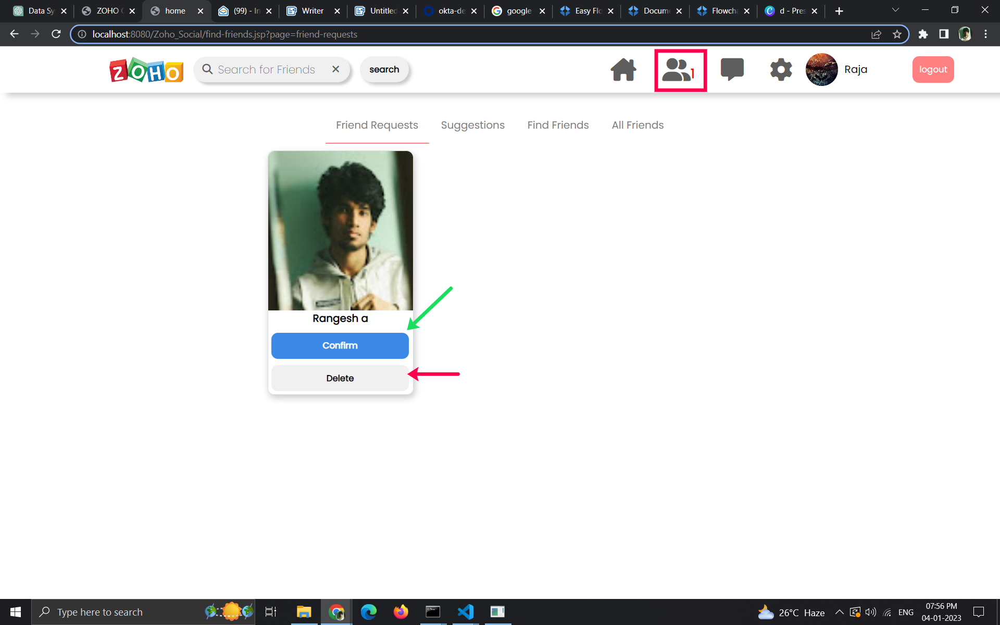 Data Sy
ZOHO
home
(99) - In
Writer
Untitled
okta-de
google
Easy Flo
Docum
Flowcha
d - Pres
localhost:8080/Zoho_Social/find-friends.jsp?page=friend-requests
ZOHO
Search for Friends
search
1
Raja
logout
Friend Requests
Suggestions
Find Friends
All Friends
Rangesh a
Confirm
Delete
Type here to search
26°C Haze
ENG
07:56 PM
04-01-2023